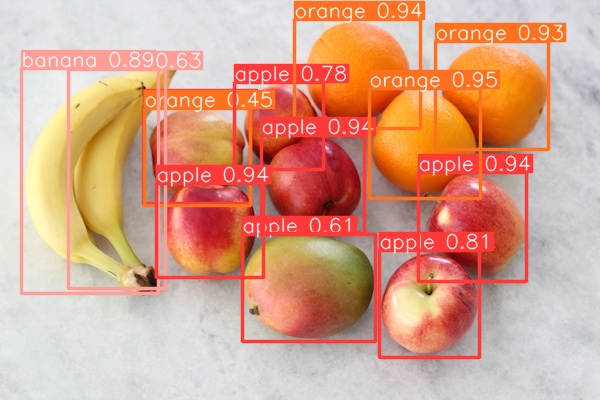 orange 0.94
orange 0.93
banana 0.890.63
apple 0.78
orange 0.95
orange 0.45
apple 0.94
apple 0.94
apple 0.94
apple 0.61
apple 0.81